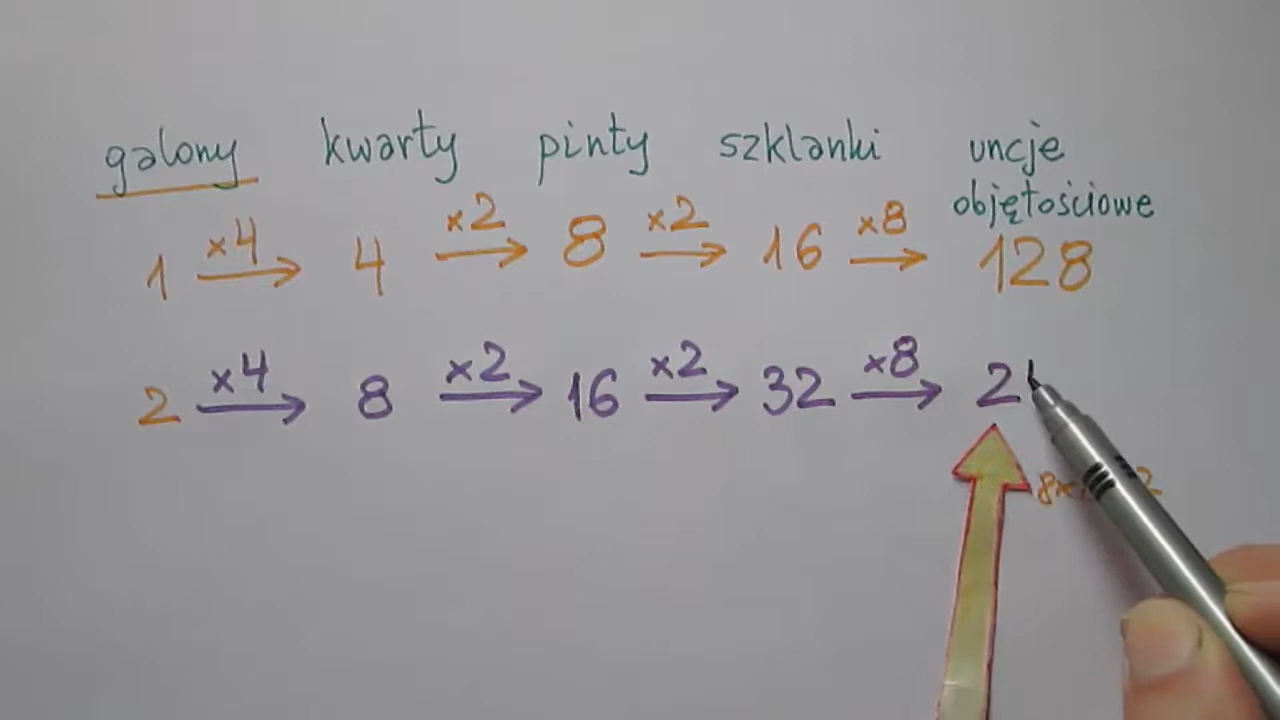 galony kwarty pinty szklanki uncje objętościowe
1 ×4 4 ×2 8 ×2 16 ×8 128
2 ×4 8 ×2 16 ×2 32 ×8 2